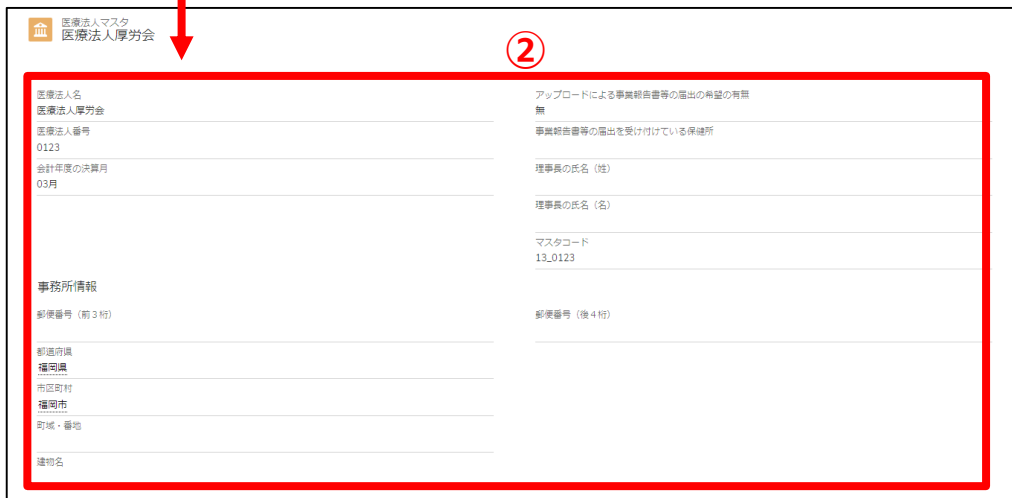 医療法人マスタ
医療法人厚労会
②
医療法人名
医療法人厚労会
アップロードによる事業報告書等の届出の希望の有無
無
医療法人番号
0123
事業報告書等の届出を受け付けている保健所
会計年度の決算月
03月
理事長の氏名（姓）
理事長の氏名（名）
マスタコード
13_0123
事務所情報
郵便番号（前３桁）
郵便番号（後４桁）
都道府県
福岡県
市区町村
福岡市
町域・番地
建物名